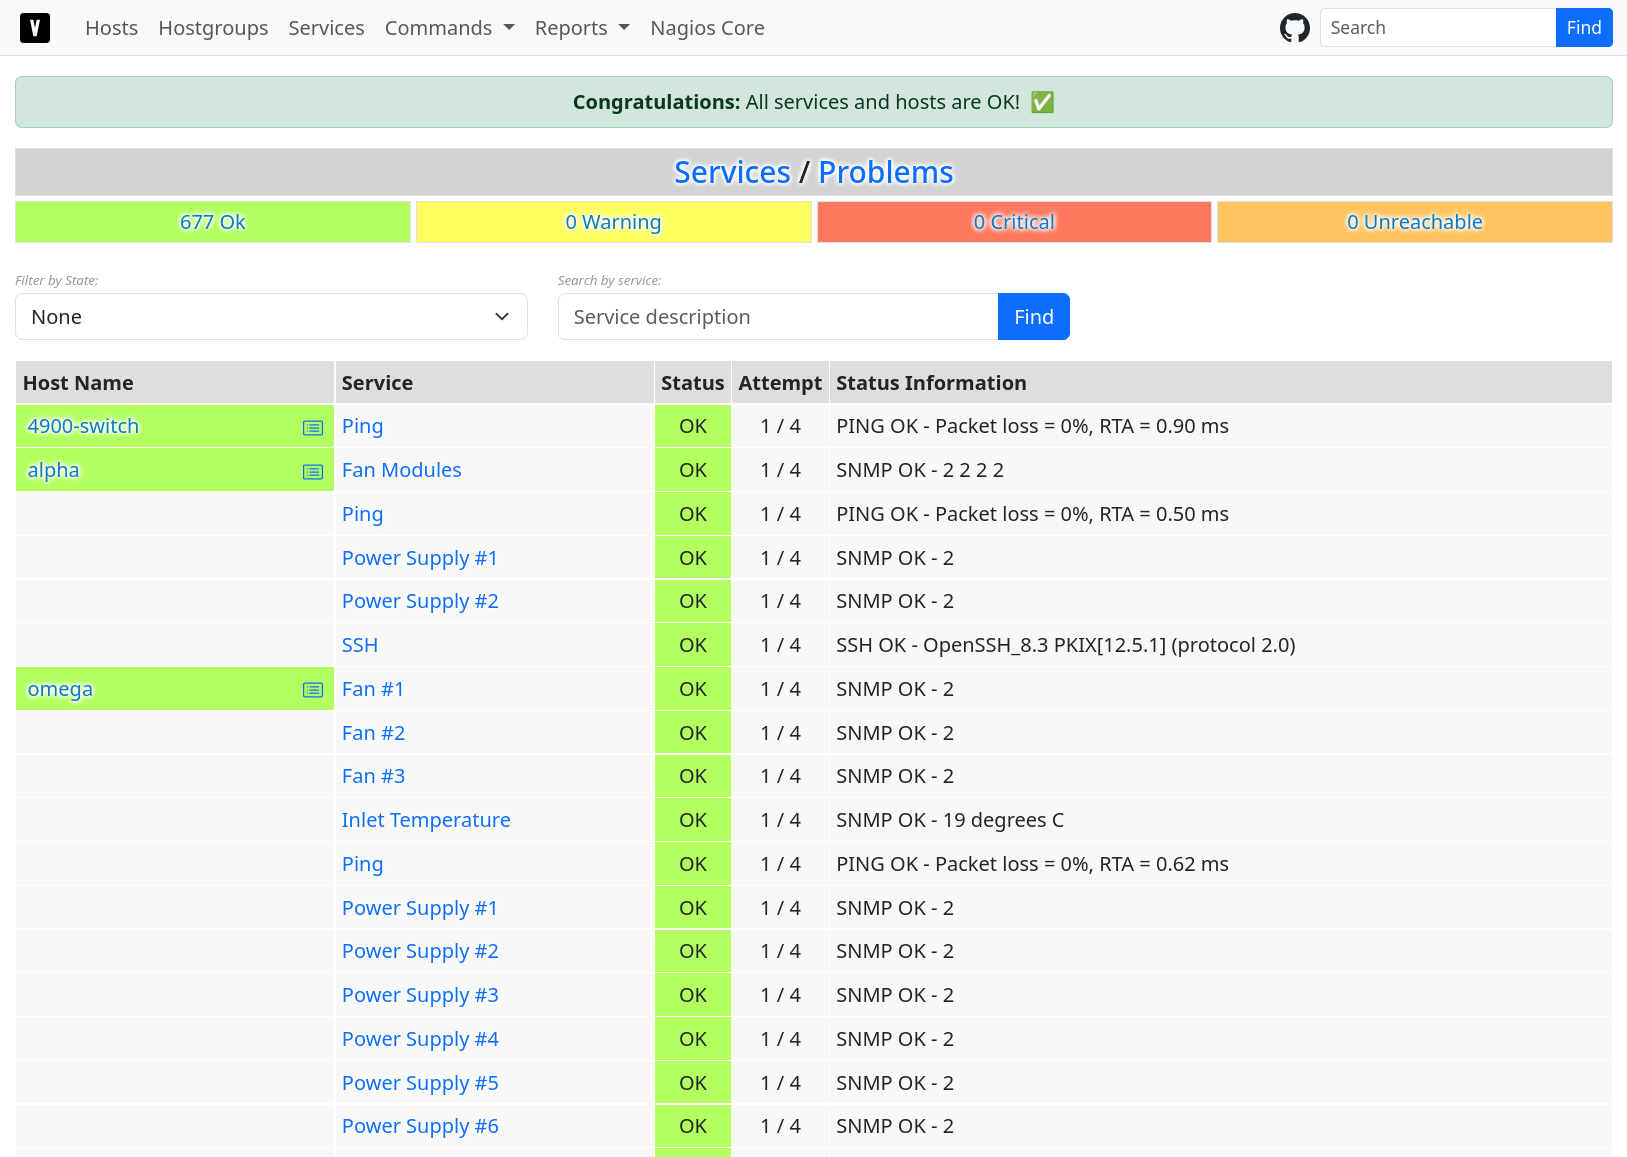 V Hosts Hostgroups Services Commands Reports Nagios Core Search Find
Congratulations: All services and hosts are OK! ✅
Services / Problems
677 Ok 0 Warning 0 Critical 0 Unreachable
Filter by State: Search by service:
None Service description Find
Host Name Service Status Attempt Status Information
4900-switch Ping OK 1 / 4 PING OK - Packet loss = 0%, RTA = 0.90 ms
alpha Fan Modules OK 1 / 4 SNMP OK - 2 2 2 2
Ping OK 1 / 4 PING OK - Packet loss = 0%, RTA = 0.50 ms
Power Supply #1 OK 1 / 4 SNMP OK - 2
Power Supply #2 OK 1 / 4 SNMP OK - 2
SSH OK 1 / 4 SSH OK - OpenSSH_8.3 PKIX[12.5.1] (protocol 2.0)
omega Fan #1 OK 1 / 4 SNMP OK - 2
Fan #2 OK 1 / 4 SNMP OK - 2
Fan #3 OK 1 / 4 SNMP OK - 2
Inlet Temperature OK 1 / 4 SNMP OK - 19 degrees C
Ping OK 1 / 4 PING OK - Packet loss = 0%, RTA = 0.62 ms
Power Supply #1 OK 1 / 4 SNMP OK - 2
Power Supply #2 OK 1 / 4 SNMP OK - 2
Power Supply #3 OK 1 / 4 SNMP OK - 2
Power Supply #4 OK 1 / 4 SNMP OK - 2
Power Supply #5 OK 1 / 4 SNMP OK - 2
Power Supply #6 OK 1 / 4 SNMP OK - 2